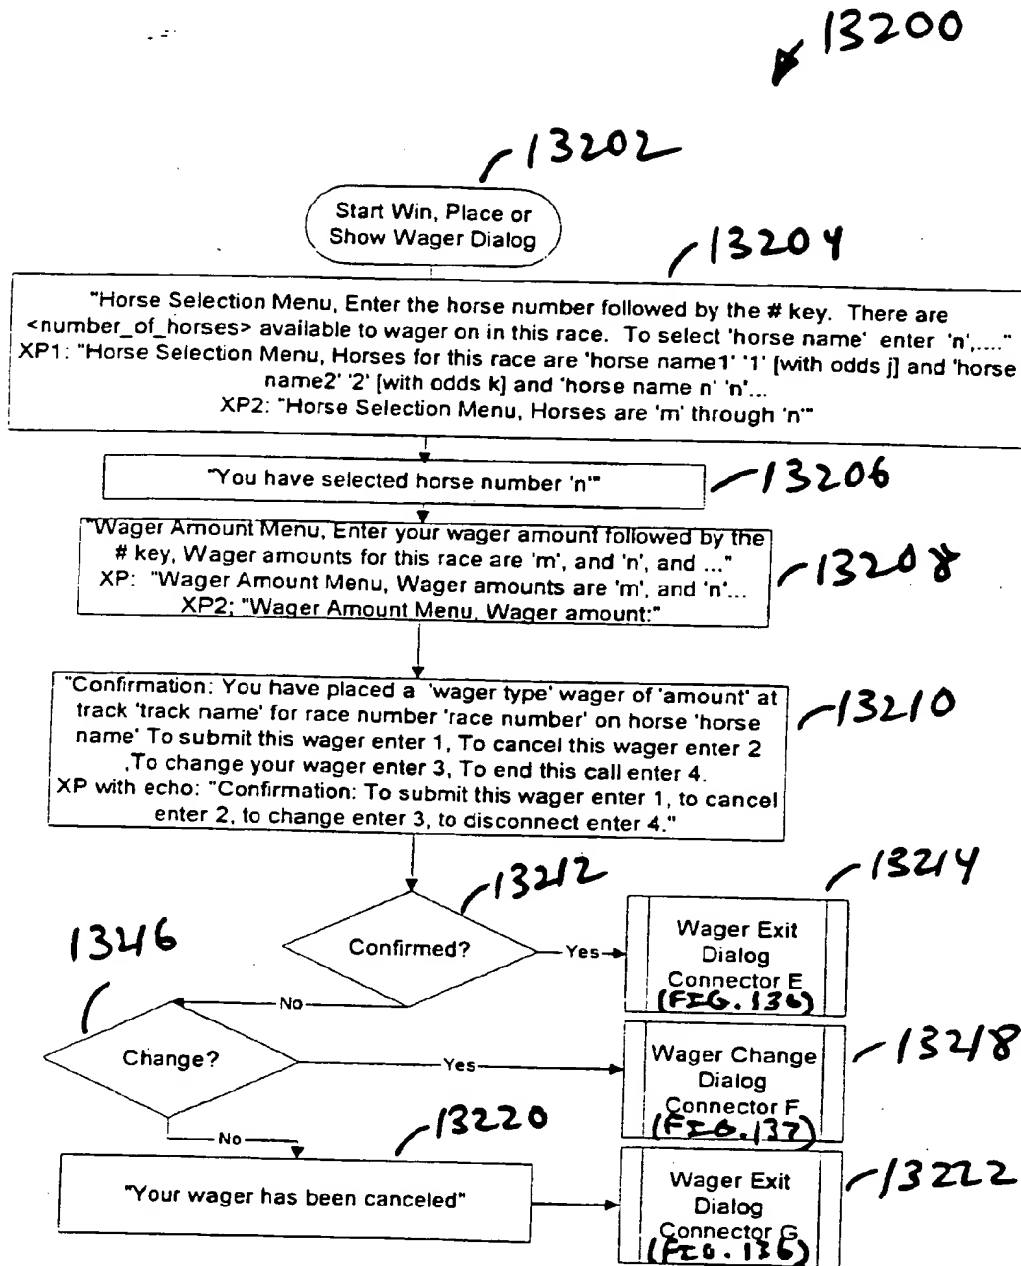 13200
13202
Start Win, Place or
Show Wager Dialog
13204
"Horse Selection Menu, Enter the horse number followed by the # key. There are
<number_of_horses> available to wager on in this race. To select 'horse name' enter 'n',...."
XP1: "Horse Selection Menu, Horses for this race are 'horse name1' '1' [with odds j] and 'horse
name2' '2' [with odds k] and 'horse name n' 'n'...
XP2: "Horse Selection Menu, Horses are 'm' through 'n'"
"You have selected horse number 'n'"
13206
"Wager Amount Menu, Enter your wager amount followed by the
# key, Wager amounts for this race are 'm', and 'n', and ..."
XP: "Wager Amount Menu, Wager amounts are 'm', and 'n'...
XP2: "Wager Amount Menu, Wager amount:"
13208
"Confirmation: You have placed a 'wager type' wager of 'amount' at
track 'track name' for race number 'race number' on horse 'horse
name' To submit this wager enter 1, To cancel this wager enter 2
,To change your wager enter 3, To end this call enter 4.
XP with echo: "Confirmation: To submit this wager enter 1, to cancel
enter 2, to change enter 3, to disconnect enter 4."
13210
13212
Confirmed?
Yes
No
13214
Wager Exit
Dialog
Connector E
(FIG. 136)
13216
Change?
Yes
No
Wager Change
Dialog
Connector F
(FIG. 137)
13218
13220
"Your wager has been canceled"
Wager Exit
Dialog
Connector G
(FIG. 136)
13222